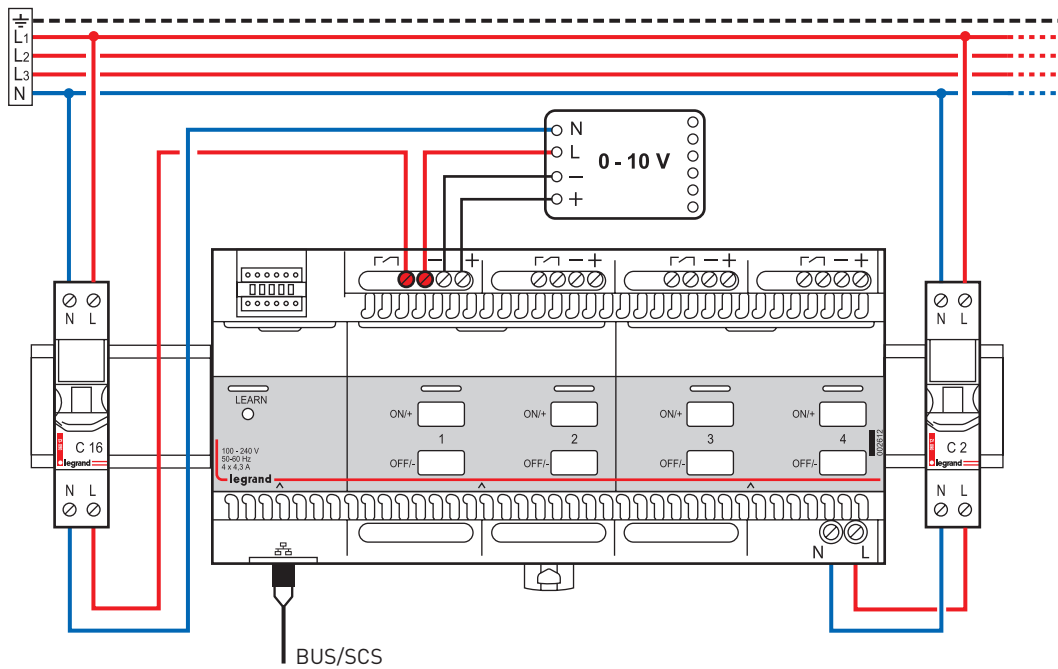 L1
L2
L3
N
N
L
0 - 10 V
–
+
– +
– +
– +
– +
N L
N L
C 16
legrand
N L
LEARN
100 - 240 V
50-60 Hz
4 x 4,3 A
legrand
ON/+
1
OFF/-
ON/+
2
OFF/-
ON/+
3
OFF/-
ON/+
4
OFF/-
002612
C 2
legrand
N L
N L
BUS/SCS